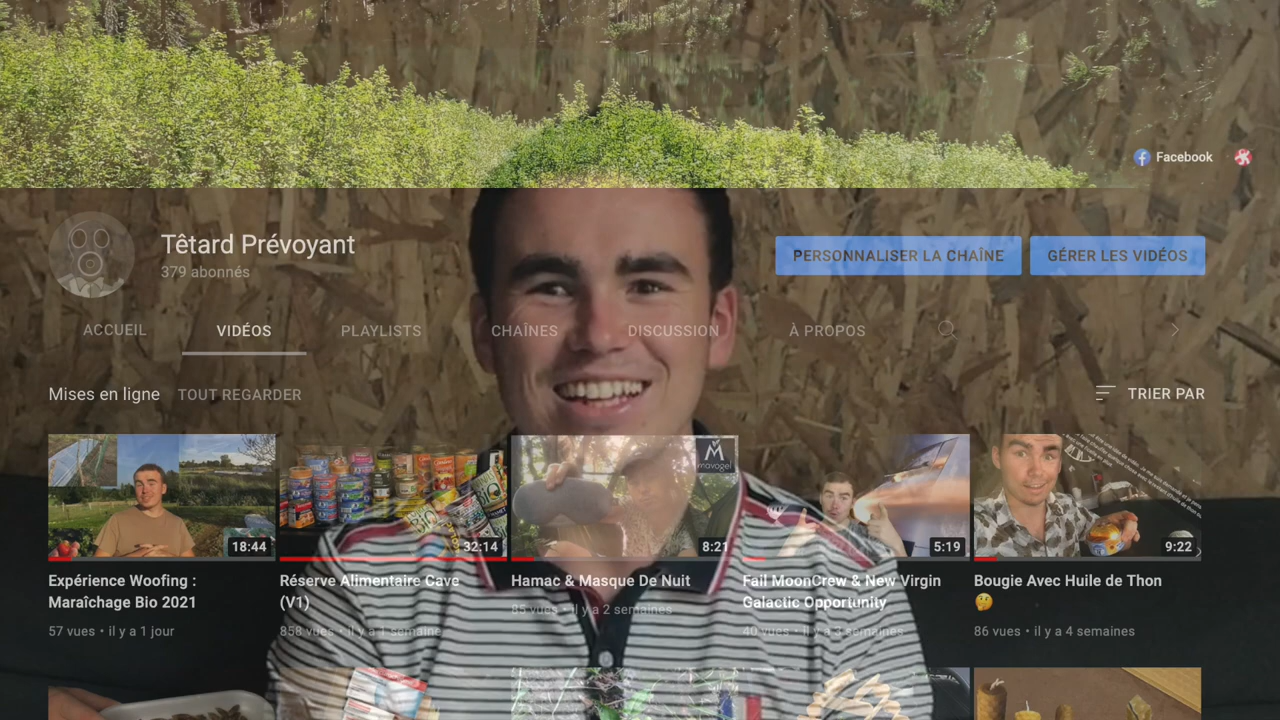 Facebook
Têtard Prévoyant
379 abonnés
PERSONNALISER LA CHAÎNE
GÉRER LES VIDÉOS
ACCUEIL
VIDÉOS
PLAYLISTS
CHAÎNES
DISCUSSION
À PROPOS
Mises en ligne
TOUT REGARDER
TRIER PAR
mavogel
BIO
BIO
18:44
32:14
8:21
5:19
9:22
Expérience Woofing :
Maraîchage Bio 2021
57 vues • il y a 1 jour
Réserve Alimentaire Cave
(V1)
858 vues • il y a 1 semaine
Hamac & Masque De Nuit
85 vues • il y a 2 semaines
Fail MoonCrew & New Virgin
Galactic Opportunity
40 vues • il y a 3 semaines
Bougie Avec Huile de Thon
🤔
86 vues • il y a 4 semaines